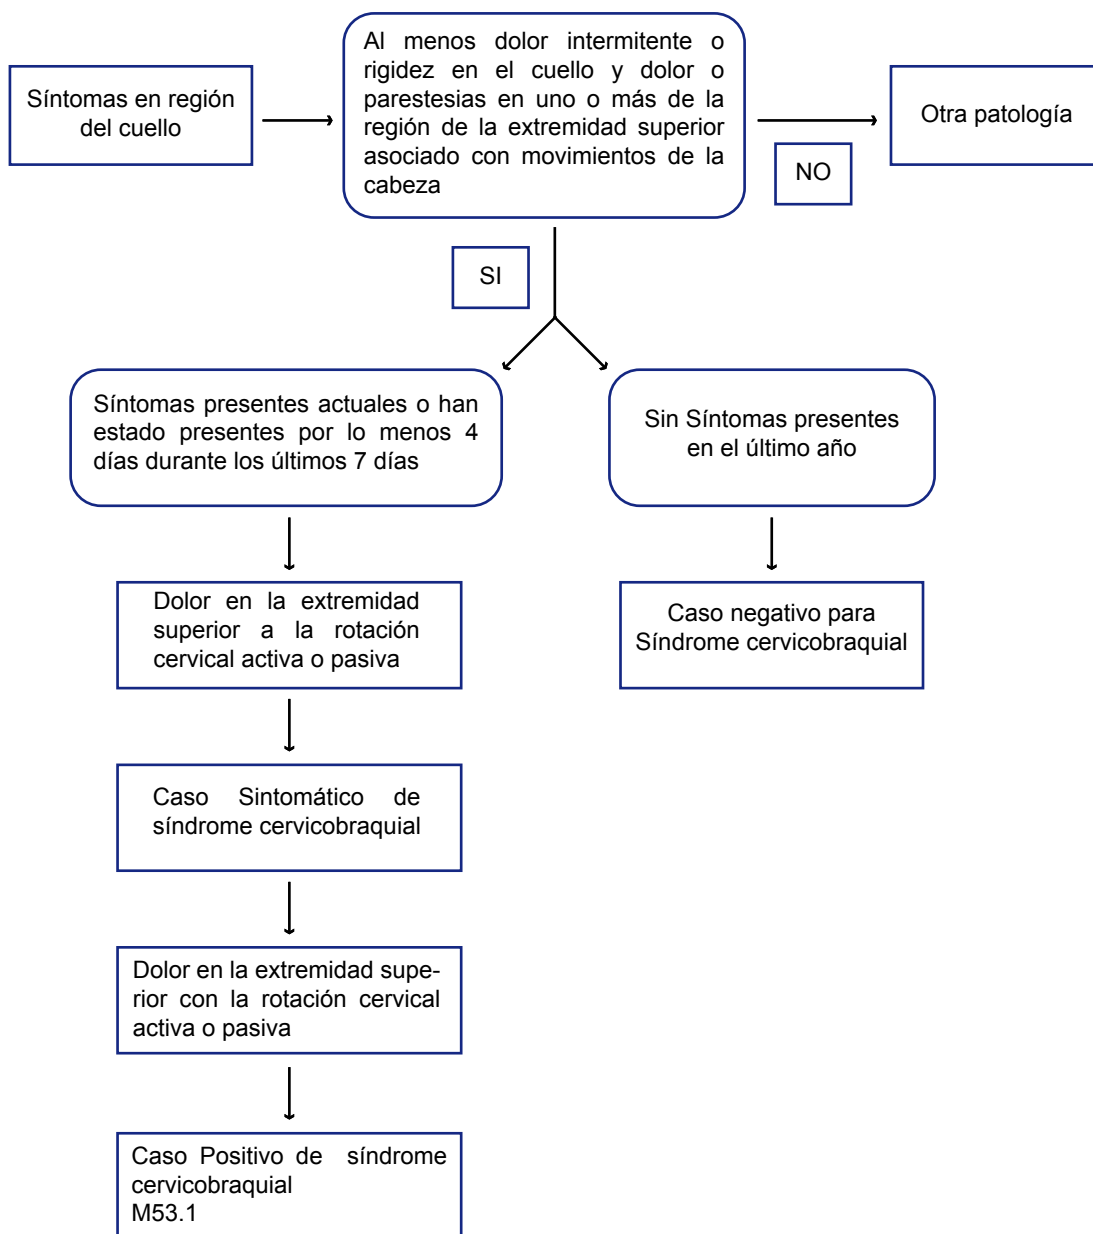 Síntomas en región
del cuello
Al menos dolor intermitente o
rigidez en el cuello y dolor o
parestesias en uno o más de la
región de la extremidad superior
asociado con movimientos de la
cabeza
Otra patología
NO
SI
Síntomas presentes actuales o han
estado presentes por lo menos 4
días durante los últimos 7 días
Sin Síntomas presentes
en el último año
Dolor en la extremidad
superior a la rotación
cervical activa o pasiva
Caso negativo para
Síndrome cervicobraquial
Caso Sintomático de
síndrome cervicobraquial
Dolor en la extremidad supe-
rior con la rotación cervical
activa o pasiva
Caso Positivo de síndrome
cervicobraquial
M53.1